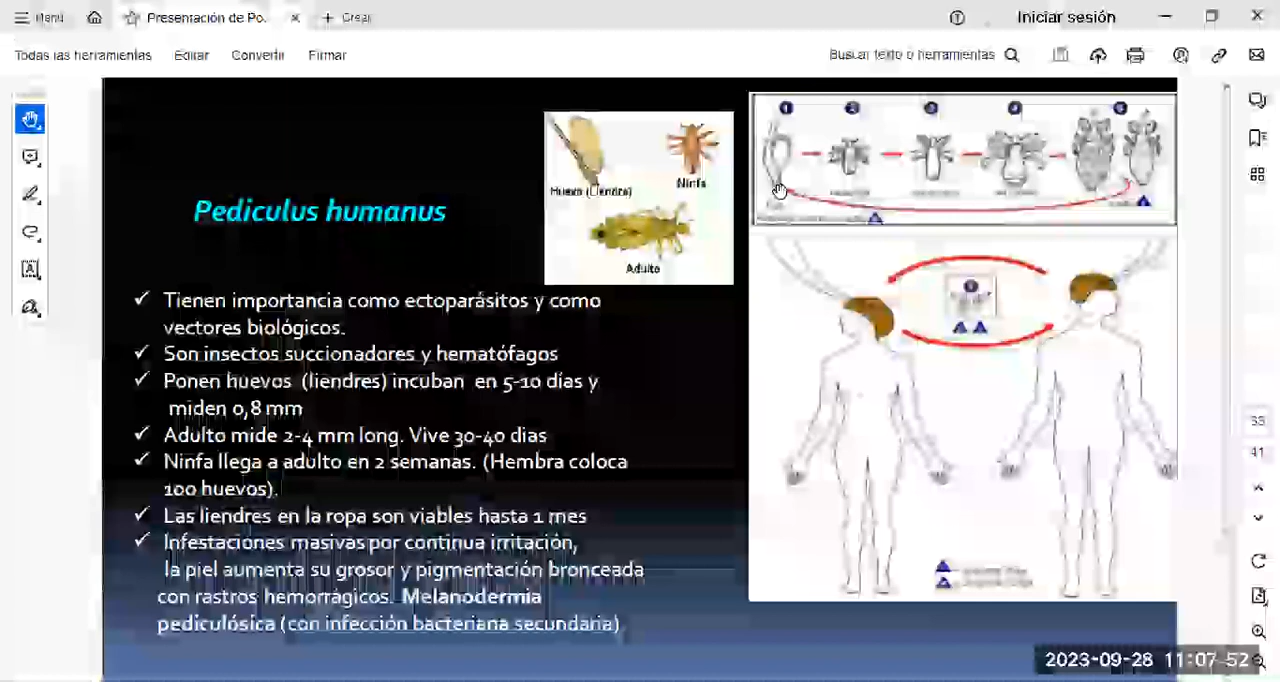 Menú
Presentación de Po.
Crear
Iniciar sesión
Todas las herramientas
Editar
Convertir
Firmar
Buscar texto o herramientas
Pediculus humanus
Huevo (Liendra)
Ninfa
Adulto
✓ Tienen importancia como ectoparásitos y como
vectores biológicos.
✓ Son insectos succionadores y hematófagos
✓ Ponen huevos (liendres) incuban en 5-10 días y
miden 0,8 mm
✓ Adulto mide 2-4 mm long. Vive 30-40 dias
✓ Ninfa llega a adulto en 2 semanas. (Hembra coloca
100 huevos).
✓ Las liendres en la ropa son viables hasta 1 mes
✓ Infestaciones masivas por continua irritación,
la piel aumenta su grosor y pigmentación bronceada
con rastros hemorrágicos. Melanodermia
pediculósica (con infección bacteriana secundaria)
1
2
3
41
2023-09-28 11:07:52